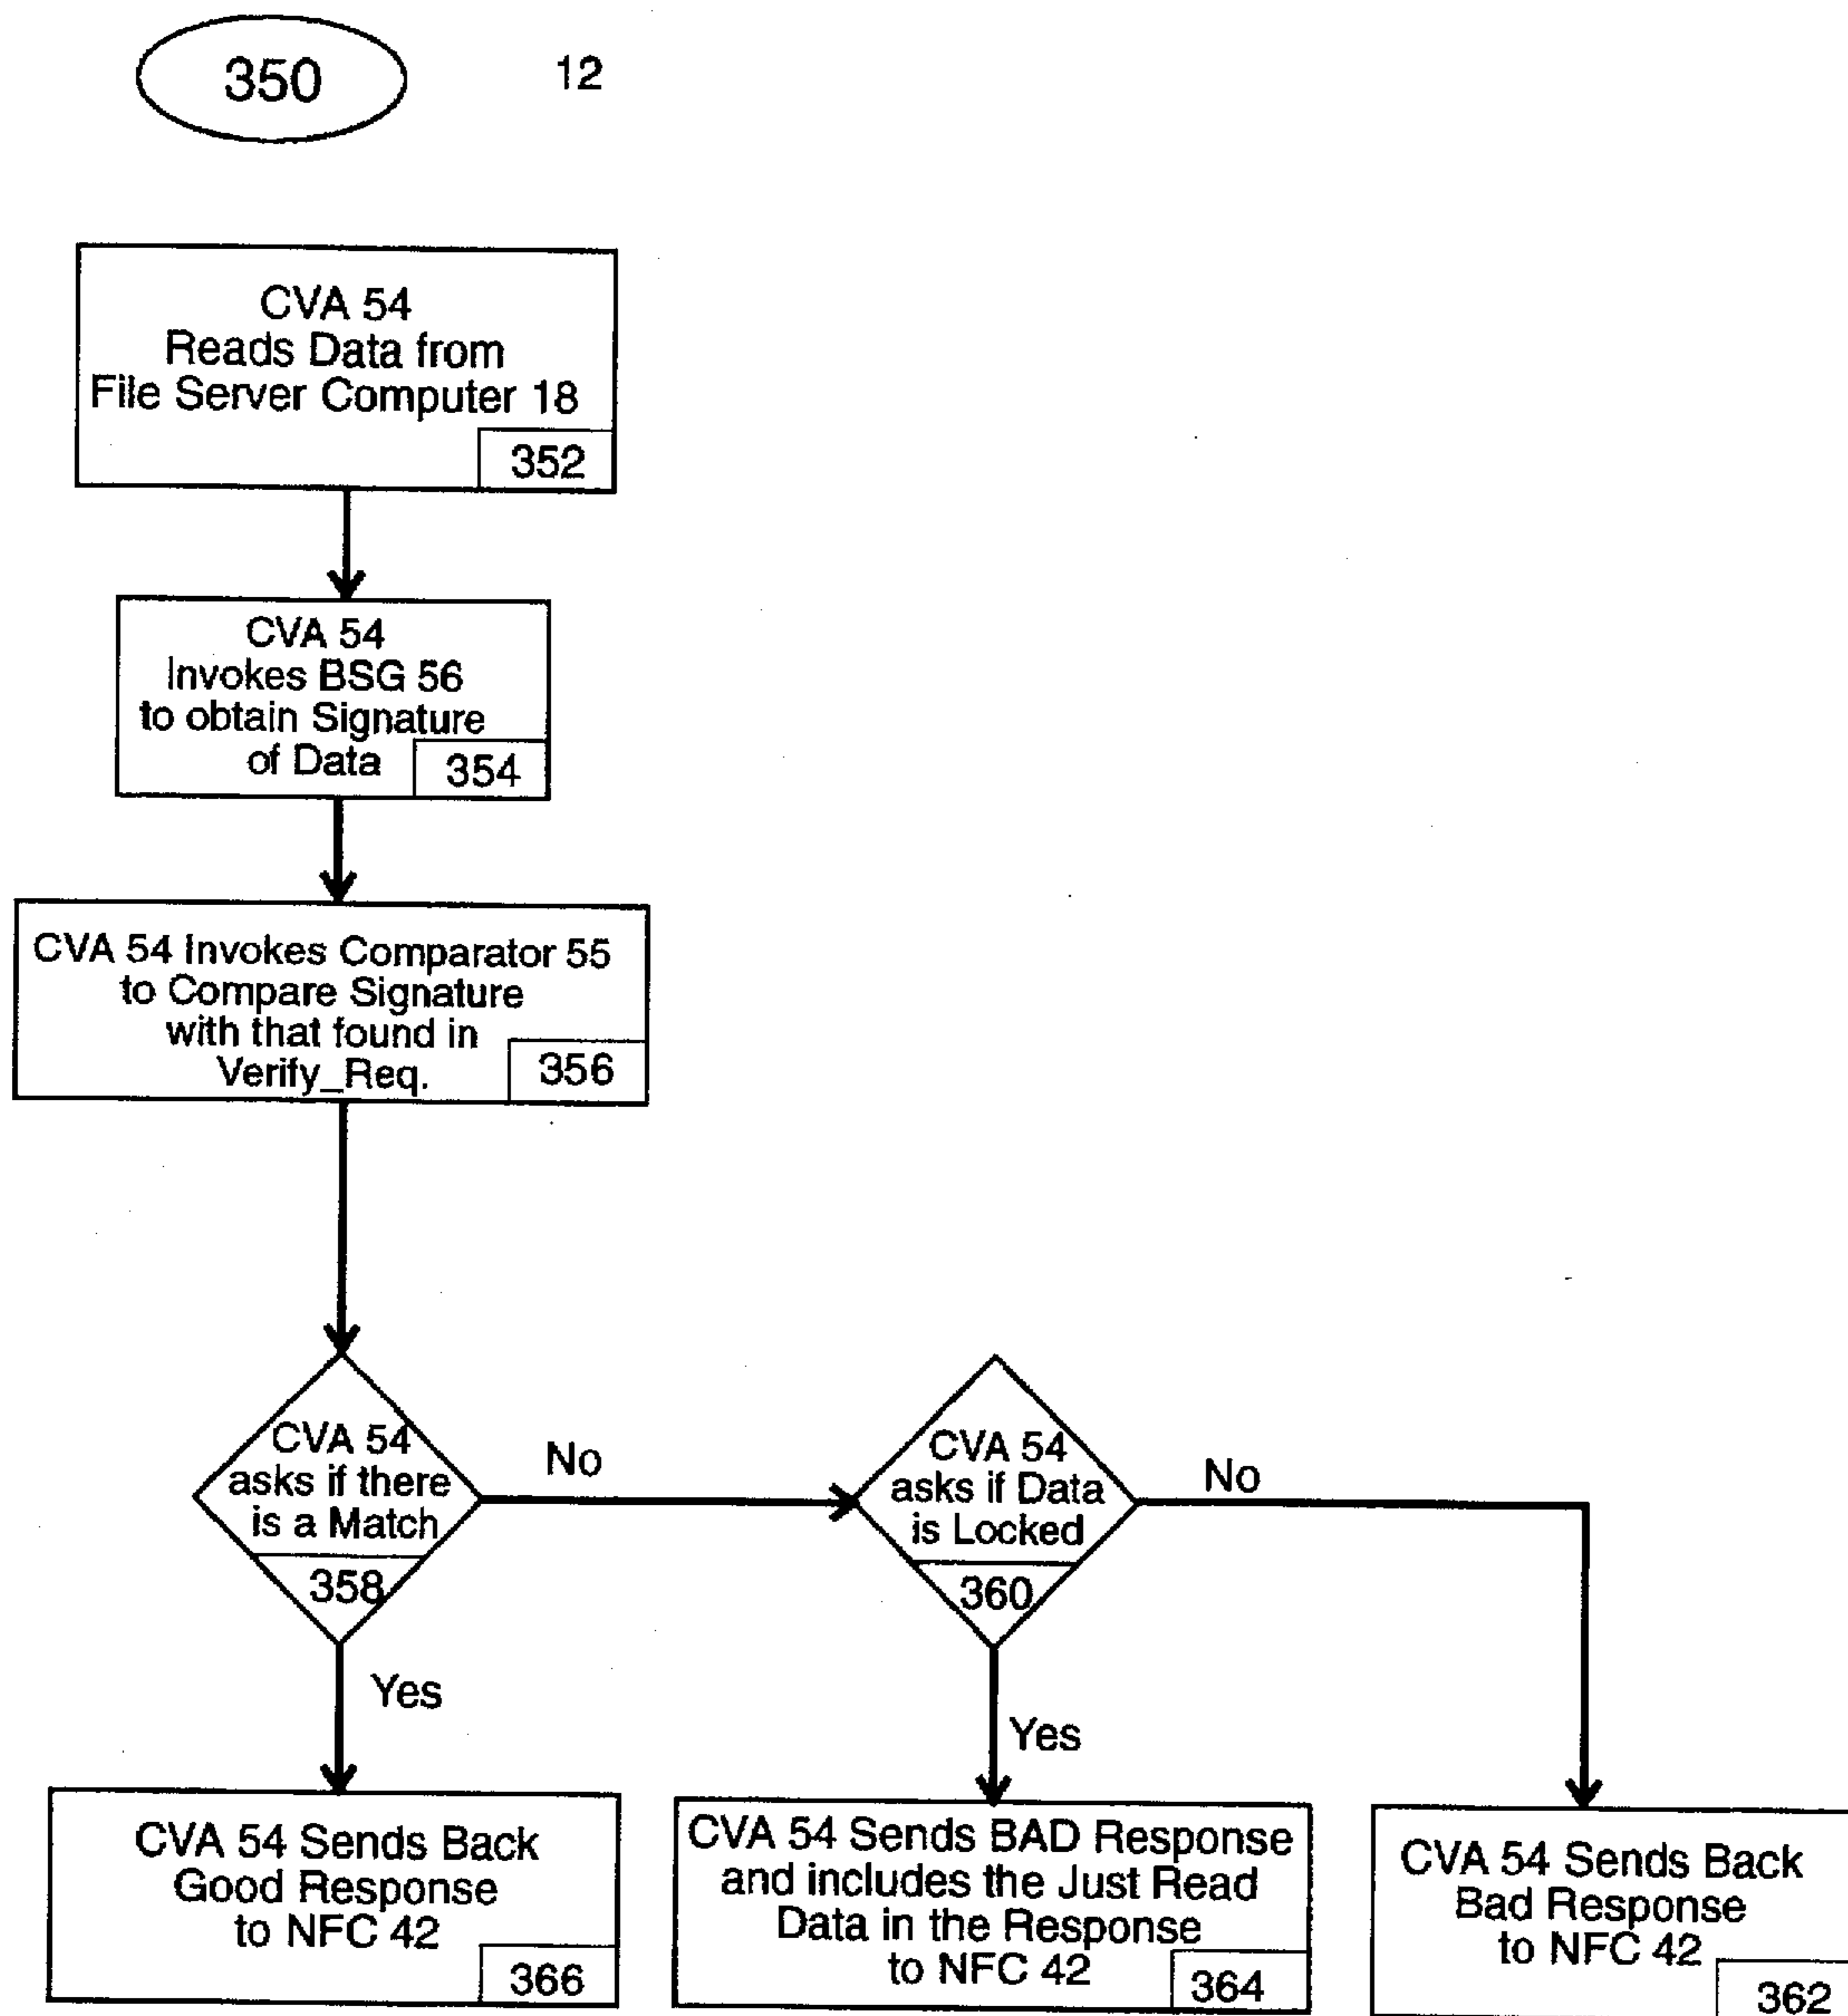 350
12
CVA 54
Reads Data from
File Server Computer 18
352
CVA 54
Invokes BSG 56
to obtain Signature
of Data
354
CVA 54 Invokes Comparator 55
to Compare Signature
with that found in
Verify_Req.
356
CVA 54
asks if there
is a Match
358
No
Yes
CVA 54
asks if Data
is Locked
360
No
Yes
CVA 54 Sends Back
Good Response
to NFC 42
366
CVA 54 Sends BAD Response
and includes the Just Read
Data in the Response
to NFC 42
364
CVA 54 Sends Back
Bad Response
to NFC 42
362